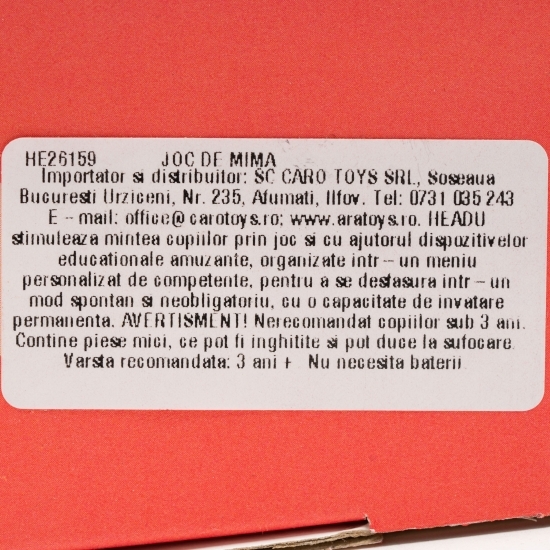 HE26159 JOC DE MIMA
Importator si distribuitor: SC CARO TOYS SRL, Soseaua
Bucuresti Urziceni, Nr. 235, Afumati, Ilfov. Tel: 0731 035 243
E - mail: office@carotoys.ro; www.aratoys.ro. HEADU
stimuleaza mintea copiilor prin joc si cu ajutorul dispozitivelor
educationale amuzante, organizate intr - un meniu
personalizat de competente, pentru a se desfasura intr - un
mod spontan si neobligatoriu, cu o capacitate de invatare
permanenta. AVERTISMENT! Nerecomandat copiilor sub 3 ani.
Contine piese mici, ce pot fi inghitite si pot duce la sufocare.
Varsta recomandata: 3 ani + Nu necesita baterii